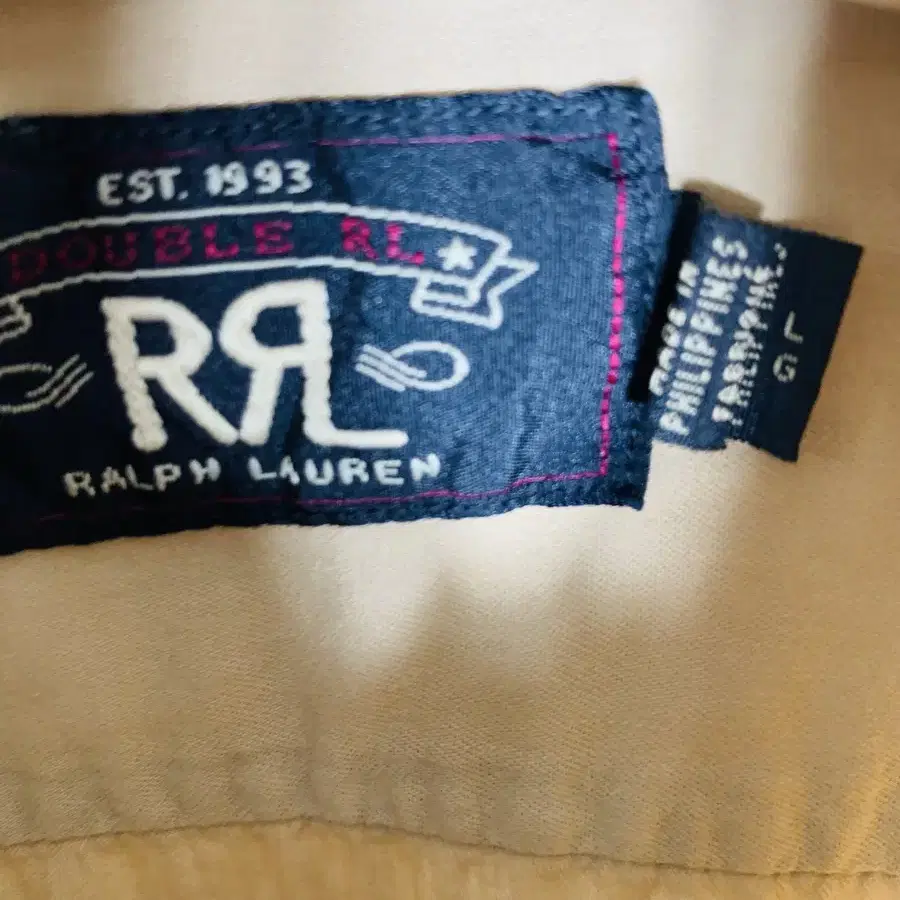 EST. 1993
DOUBLE RL
RRL
RALPH LAUREN
MADE IN
PHILIPPINES
L